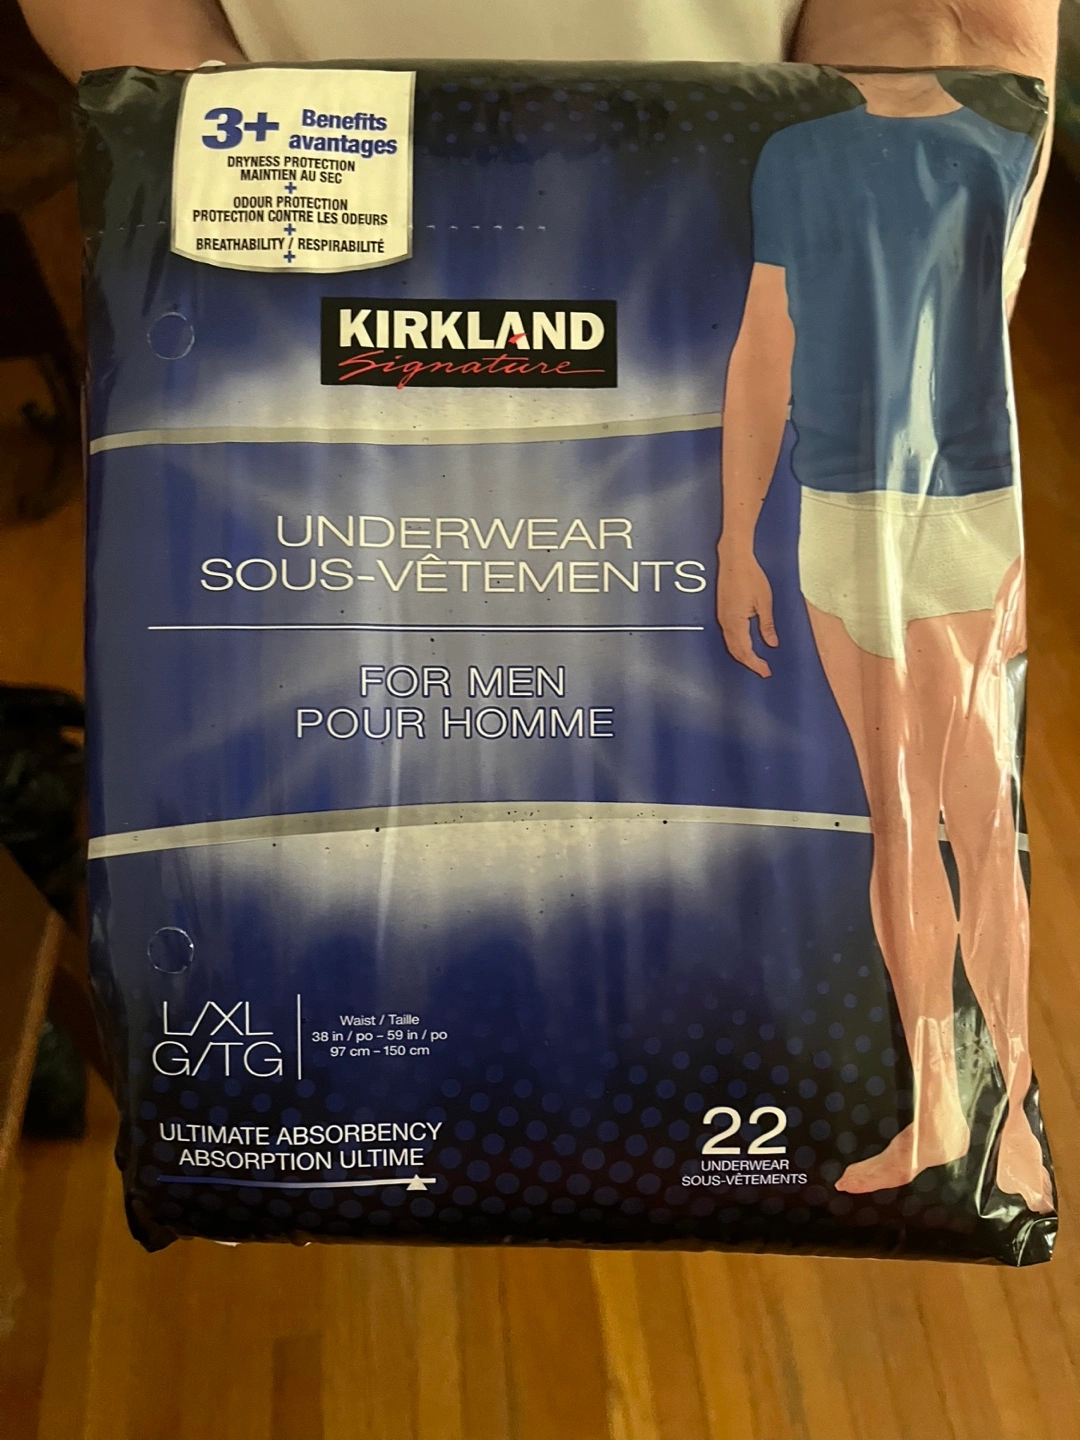 3+ Benefits
avantages
DRYNESS PROTECTION
MAINTIEN AU SEC
+
ODOUR PROTECTION
PROTECTION CONTRE LES ODEURS
+
BREATHABILITY / RESPIRABILITÉ
+
KIRKLAND
Signature
UNDERWEAR
SOUS-VÊTEMENTS
FOR MEN
POUR HOMME
L/XL
G/TG
Waist / Taille
38 in / po – 59 in / po
97 cm – 150 cm
ULTIMATE ABSORBENCY
ABSORPTION ULTIME
22
UNDERWEAR
SOUS-VÊTEMENTS